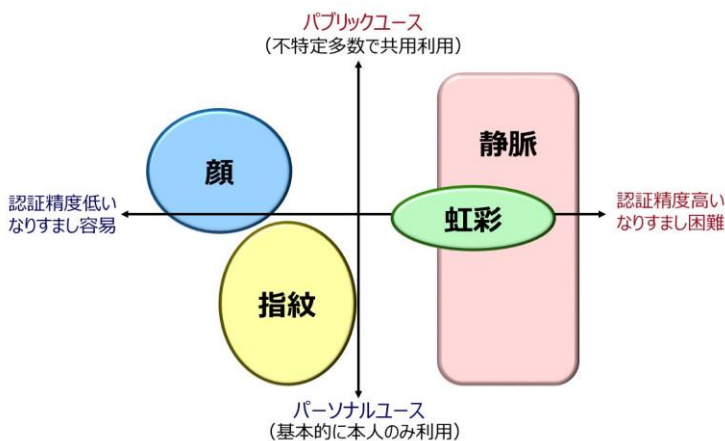 パブリックユース
（不特定多数で共用利用）
静脈
顔
認証精度低い
なりすまし容易
虹彩
認証精度高い
なりすまし困難
指紋
パーソナルユース
（基本的に本人のみ利用）